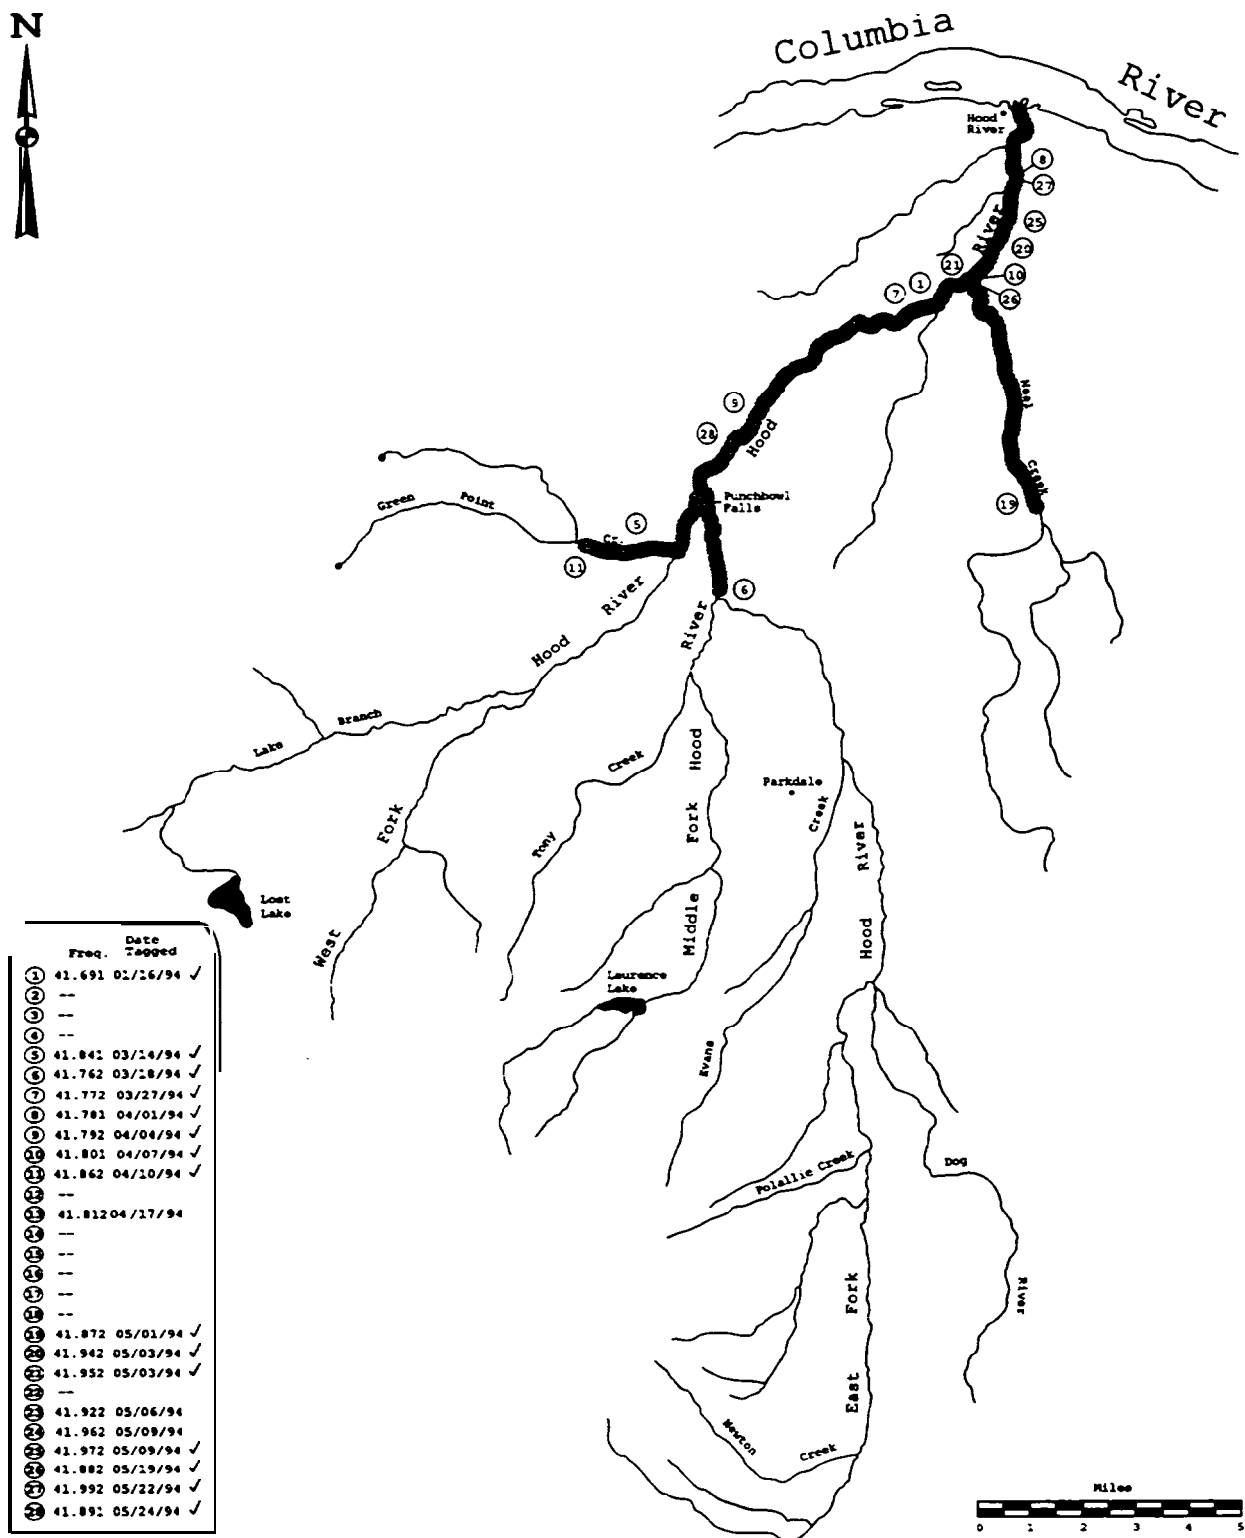 N
Columbia
River
Hood
River
8
27
River
25
20
21
10
1
7
26
9
Neal
28
Hood
Creek
Punchbowl
Falls
19
Green
Point
5
Cr.
11
6
River
River
Hood
Branch
Lake
Hood
Creek
Parkdale
Creek
Fork
Fork
River
Tony
Lost
Lake
West
Middle
Hood
Laurence
Lake
Evans
Dog
Polallie Creek
River
Fork
East
Newton
Creek
Date
Freq. Tagged
1 41.691 01/16/94 ✓
2 --
3 --
4 --
5 41.841 03/14/94 ✓
6 41.762 03/18/94 ✓
7 41.772 03/27/94 ✓
8 41.781 04/01/94 ✓
9 41.792 04/04/94 ✓
10 41.801 04/07/94 ✓
11 41.862 04/10/94 ✓
12 --
13 41.812 04/17/94
14 --
15 --
16 --
17 --
18 --
19 41.872 05/01/94 ✓
20 41.942 05/03/94 ✓
21 41.952 05/03/94 ✓
22 --
23 41.922 05/06/94
24 41.962 05/09/94
25 41.972 05/09/94 ✓
26 41.882 05/19/94 ✓
27 41.992 05/22/94 ✓
28 41.891 05/24/94 ✓
Miles
0 1 2 3 4 5